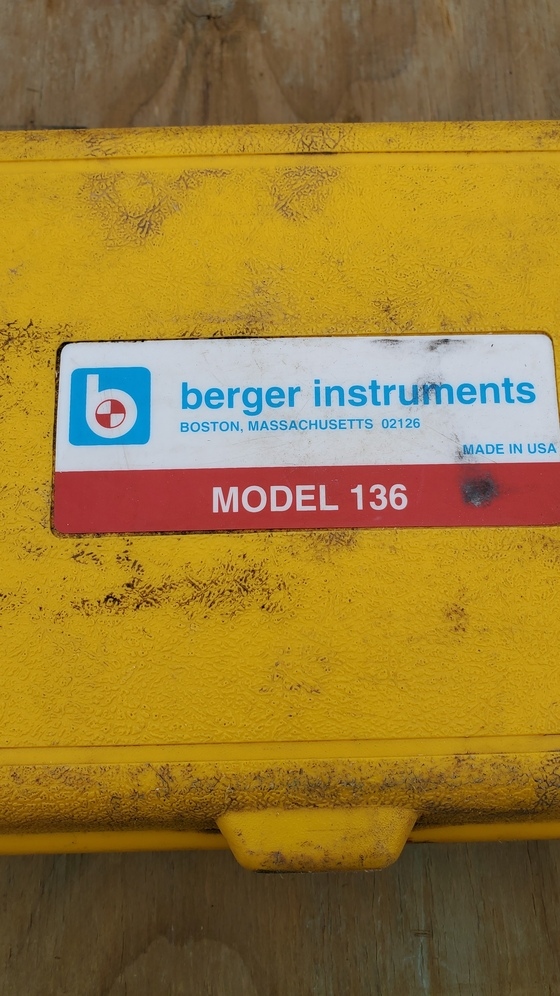 b
berger instruments
BOSTON, MASSACHUSETTS 02126
MADE IN USA
MODEL 136